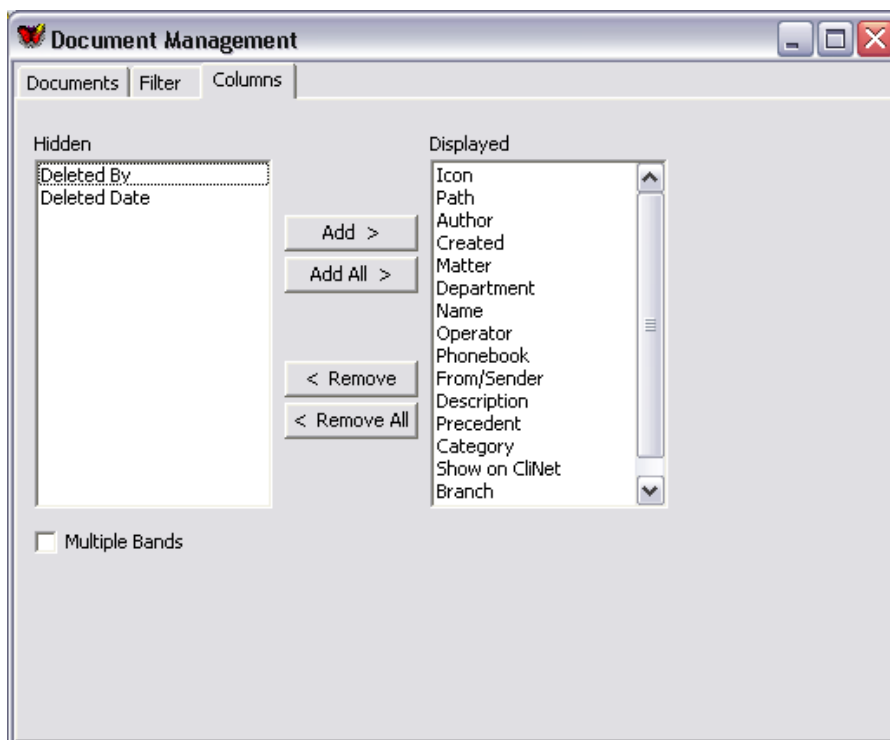 Document Management
Documents
Filter
Columns
Hidden
Displayed
Deleted By
Deleted Date
Add >
Add All >
< Remove
< Remove All
Icon
Path
Author
Created
Matter
Department
Name
Operator
Phonebook
From/Sender
Description
Precedent
Category
Show on CliNet
Branch
Multiple Bands